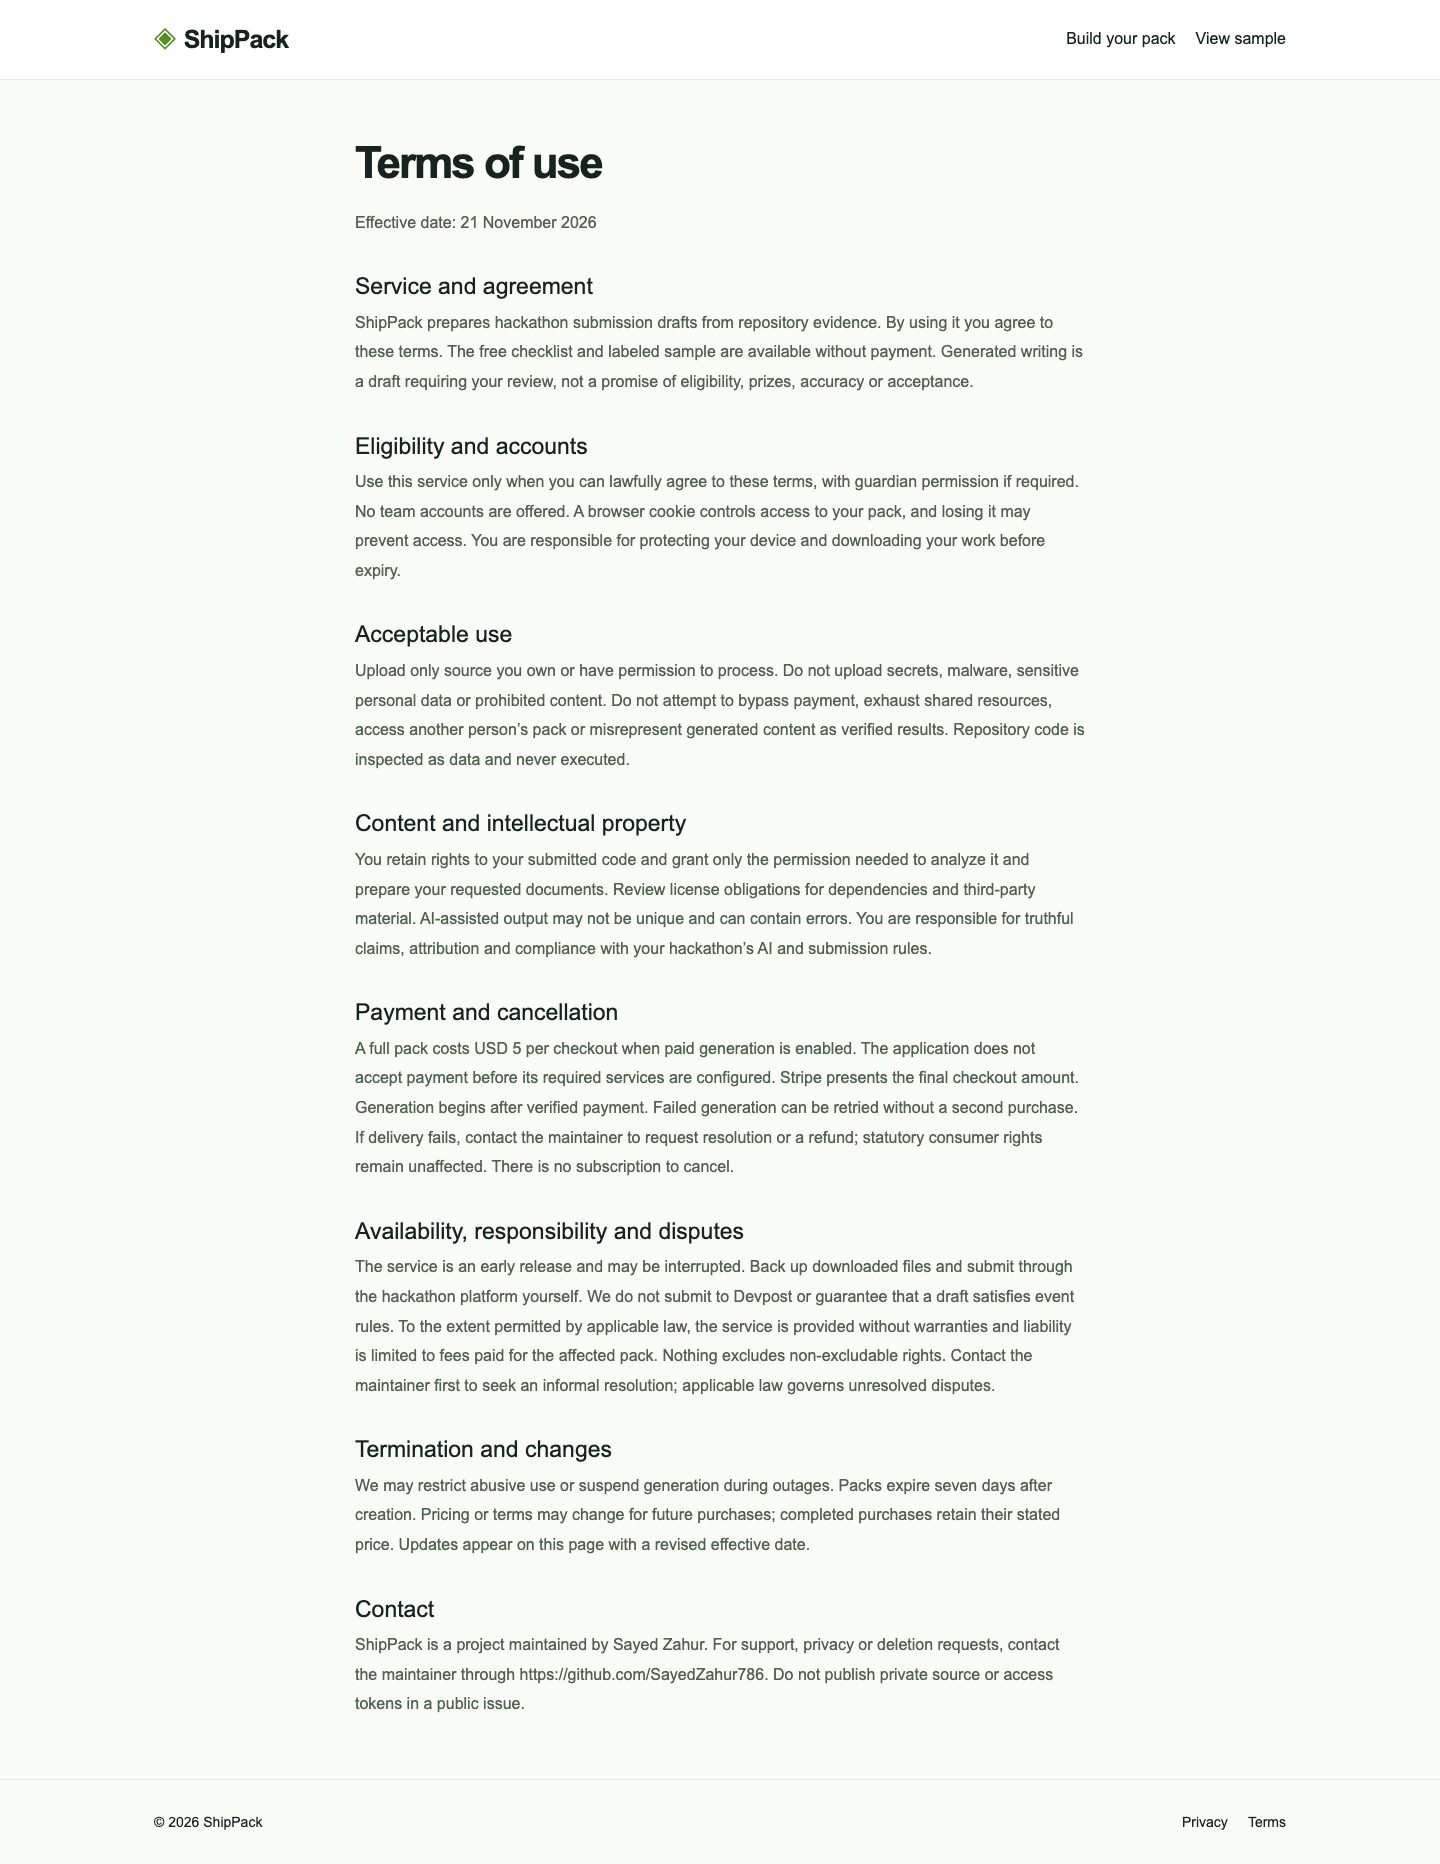 ShipPack
Build your pack
View sample
Terms of use
Effective date: 21 November 2026
Service and agreement
ShipPack prepares hackathon submission drafts from repository evidence. By using it you agree to
these terms. The free checklist and labeled sample are available without payment. Generated writing is
a draft requiring your review, not a promise of eligibility, prizes, accuracy or acceptance.
Eligibility and accounts
Use this service only when you can lawfully agree to these terms, with guardian permission if required.
No team accounts are offered. A browser cookie controls access to your pack, and losing it may
prevent access. You are responsible for protecting your device and downloading your work before
expiry.
Acceptable use
Upload only source you own or have permission to process. Do not upload secrets, malware, sensitive
personal data or prohibited content. Do not attempt to bypass payment, exhaust shared resources,
access another person’s pack or misrepresent generated content as verified results. Repository code is
inspected as data and never executed.
Content and intellectual property
You retain rights to your submitted code and grant only the permission needed to analyze it and
prepare your requested documents. Review license obligations for dependencies and third-party
material. AI-assisted output may not be unique and can contain errors. You are responsible for truthful
claims, attribution and compliance with your hackathon’s AI and submission rules.
Payment and cancellation
A full pack costs USD 5 per checkout when paid generation is enabled. The application does not
accept payment before its required services are configured. Stripe presents the final checkout amount.
Generation begins after verified payment. Failed generation can be retried without a second purchase.
If delivery fails, contact the maintainer to request resolution or a refund; statutory consumer rights
remain unaffected. There is no subscription to cancel.
Availability, responsibility and disputes
The service is an early release and may be interrupted. Back up downloaded files and submit through
the hackathon platform yourself. We do not submit to Devpost or guarantee that a draft satisfies event
rules. To the extent permitted by applicable law, the service is provided without warranties and liability
is limited to fees paid for the affected pack. Nothing excludes non-excludable rights. Contact the
maintainer first to seek an informal resolution; applicable law governs unresolved disputes.
Termination and changes
We may restrict abusive use or suspend generation during outages. Packs expire seven days after
creation. Pricing or terms may change for future purchases; completed purchases retain their stated
price. Updates appear on this page with a revised effective date.
Contact
ShipPack is a project maintained by Sayed Zahur. For support, privacy or deletion requests, contact
the maintainer through https://github.com/SayedZahur786. Do not publish private source or access
tokens in a public issue.
© 2026 ShipPack
Privacy
Terms